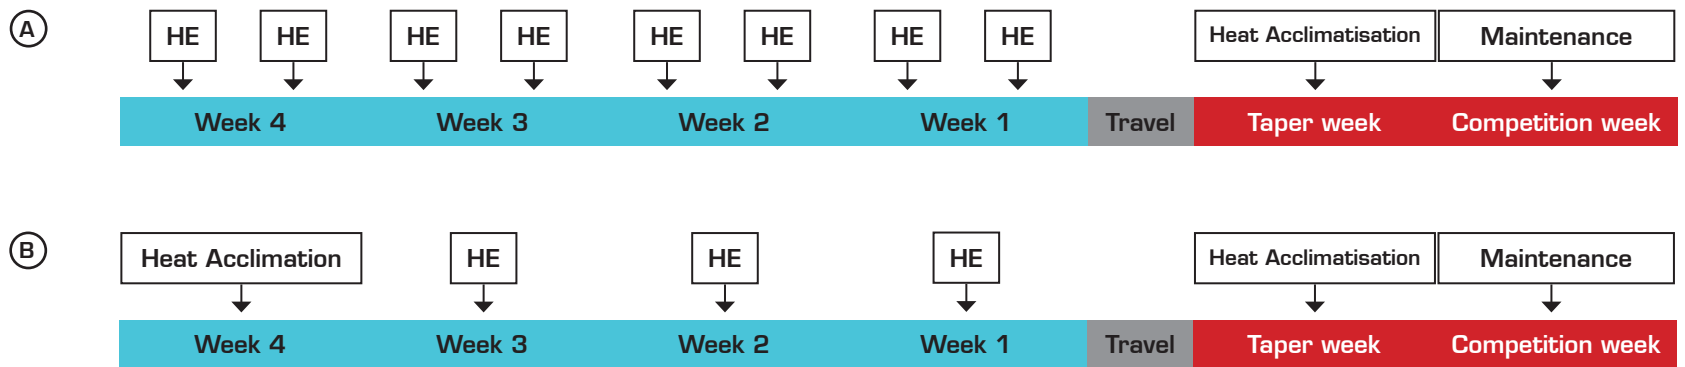 A
HE HE HE HE HE HE HE HE Heat Acclimatisation Maintenance
Week 4 Week 3 Week 2 Week 1 Travel Taper week Competition week
B
Heat Acclimation HE HE HE Heat Acclimatisation Maintenance
Week 4 Week 3 Week 2 Week 1 Travel Taper week Competition week